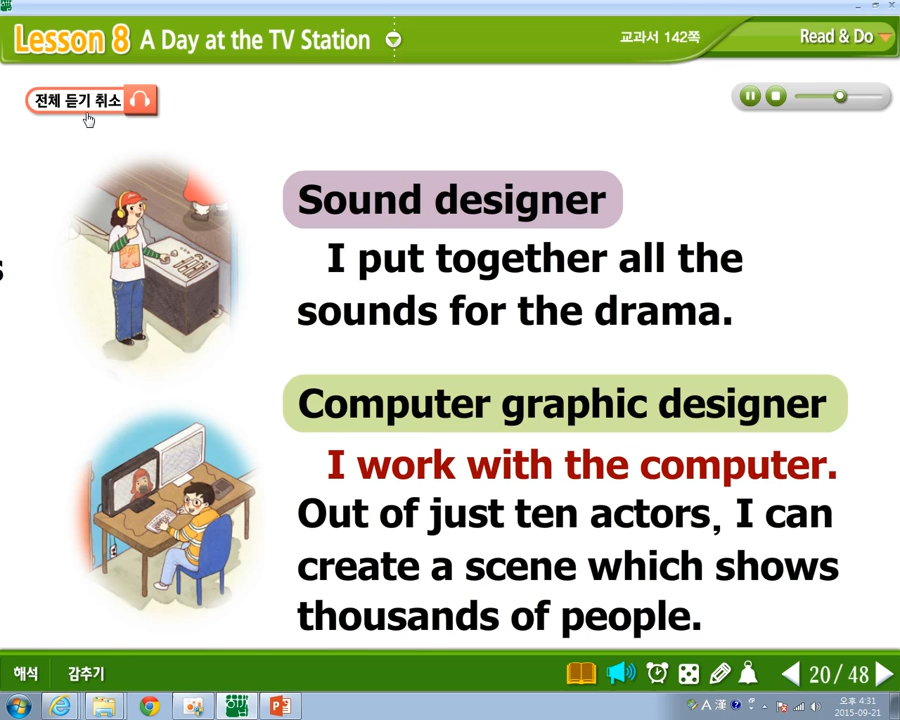 Lesson 8 A Day at the TV Station
교과서 142쪽
Read & Do
전체 듣기 취소
Sound designer
I put together all the
sounds for the drama.
Computer graphic designer
I work with the computer.
Out of just ten actors, I can
create a scene which shows
thousands of people.
해석
감추기
20 / 48
A 漢
오후 4:31
2015-09-21